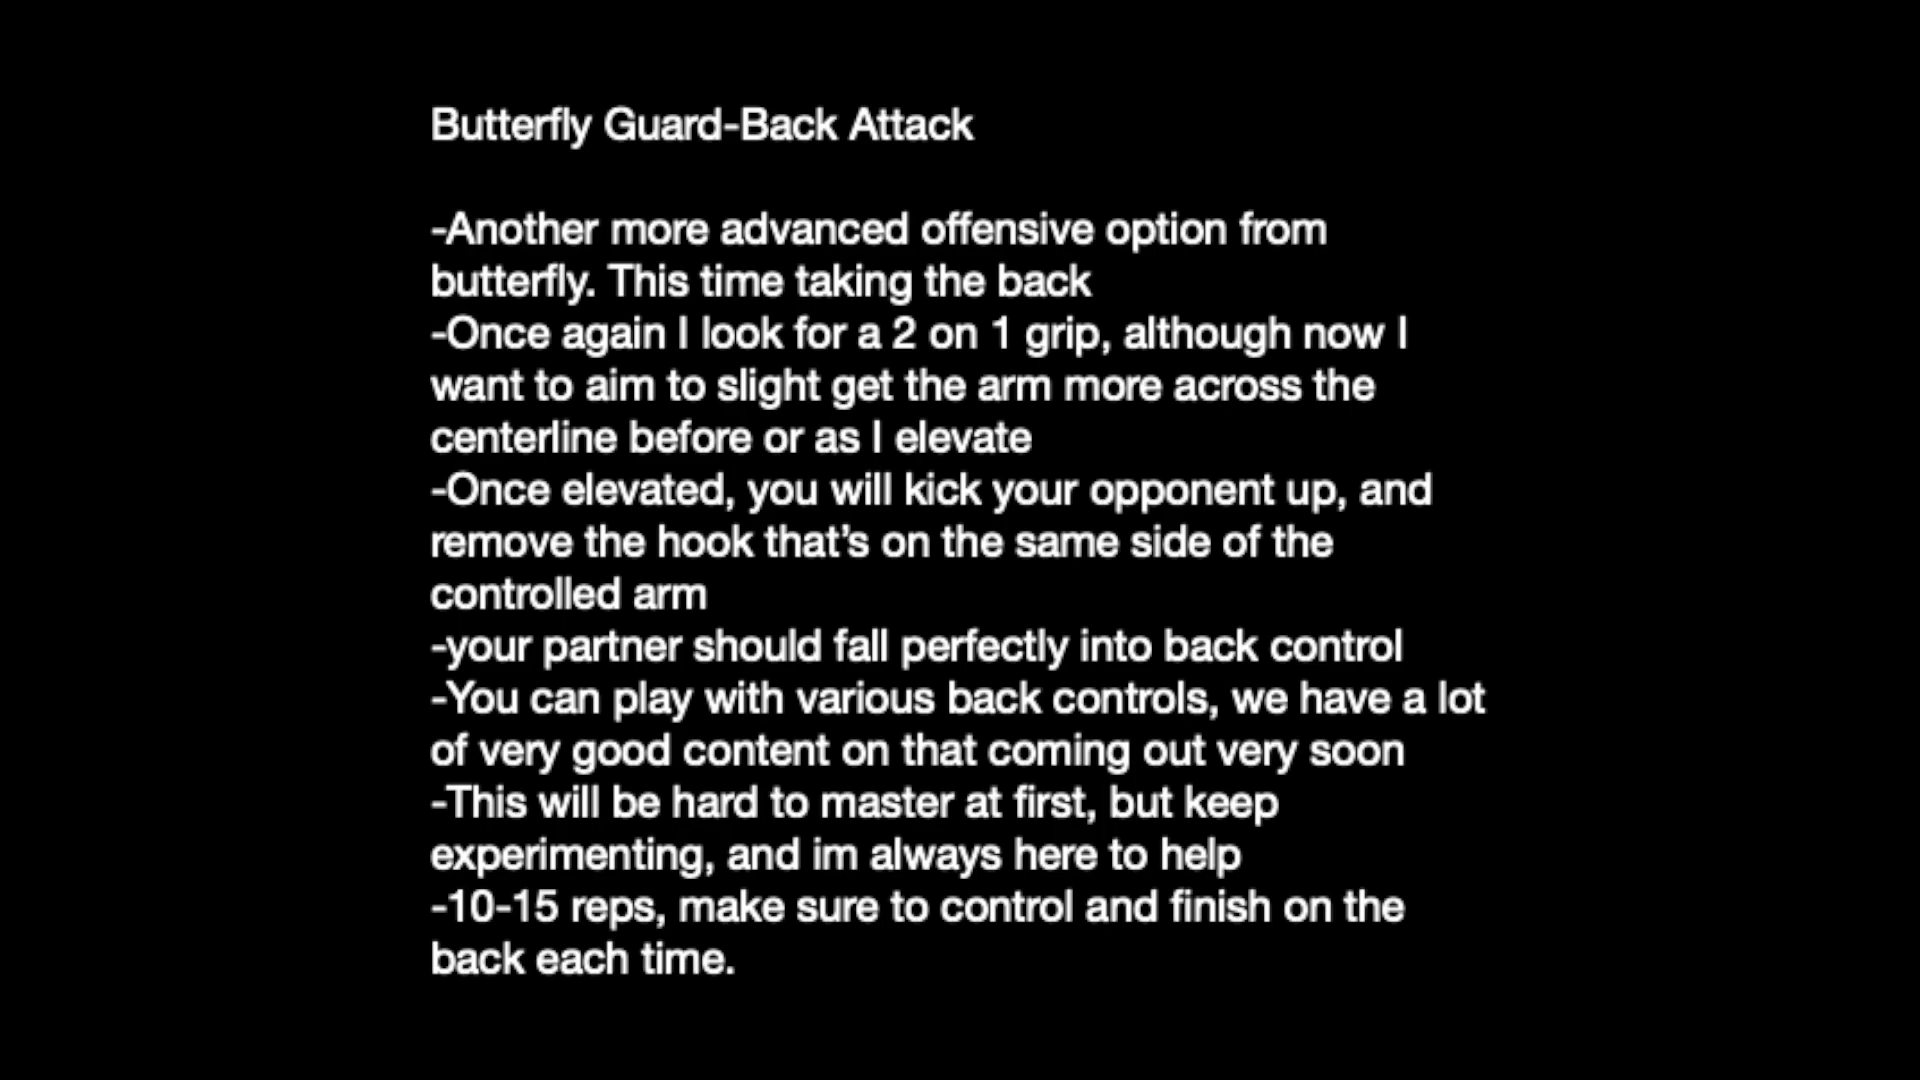 Butterfly Guard-Back Attack
-Another more advanced offensive option from
butterfly. This time taking the back
-Once again I look for a 2 on 1 grip, although now I
want to aim to slight get the arm more across the
centerline before or as I elevate
-Once elevated, you will kick your opponent up, and
remove the hook that’s on the same side of the
controlled arm
-your partner should fall perfectly into back control
-You can play with various back controls, we have a lot
of very good content on that coming out very soon
-This will be hard to master at first, but keep
experimenting, and im always here to help
-10-15 reps, make sure to control and finish on the
back each time.